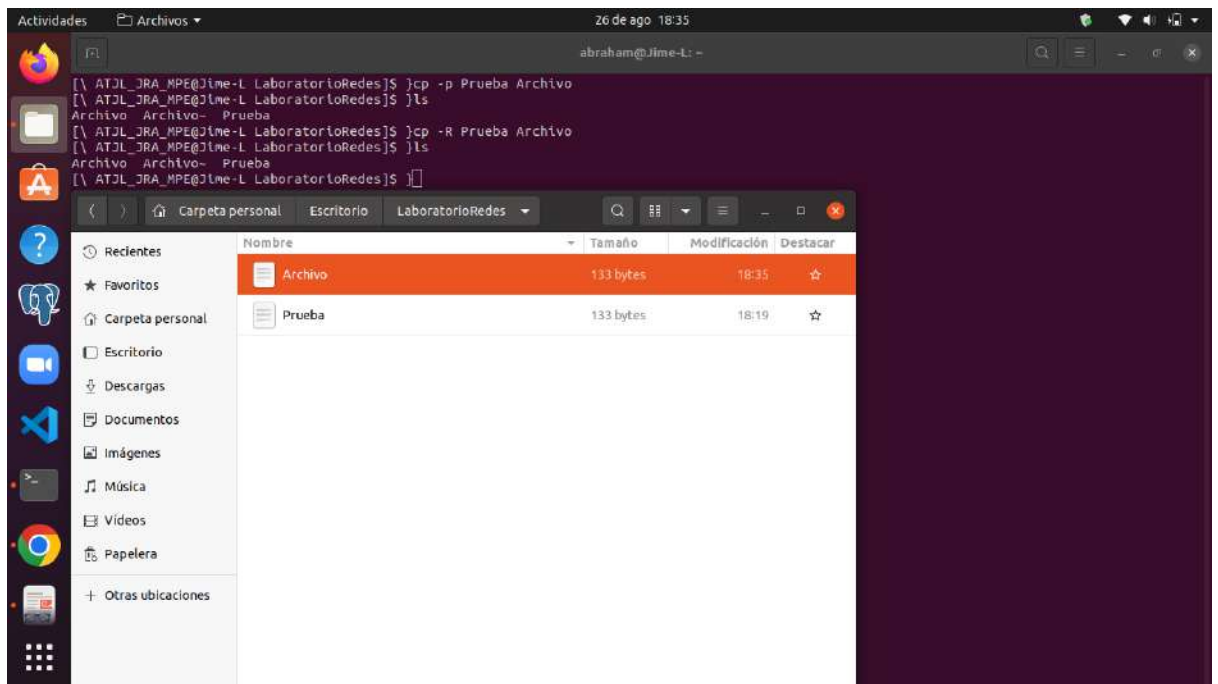 Actividades Archivos 26 de ago 18:35
abraham@Jime-L: ~
[\ ATJL_JRA_MPE@Jime-L LaboratorioRedes]$ }cp -p Prueba Archivo
[\ ATJL_JRA_MPE@Jime-L LaboratorioRedes]$ }ls
Archivo Archivo~ Prueba
[\ ATJL_JRA_MPE@Jime-L LaboratorioRedes]$ }cp -R Prueba Archivo
[\ ATJL_JRA_MPE@Jime-L LaboratorioRedes]$ }ls
Archivo Archivo~ Prueba
[\ ATJL_JRA_MPE@Jime-L LaboratorioRedes]$ }
Carpeta personal Escritorio LaboratorioRedes
Nombre Tamaño Modificación Destacar
Archivo 133 bytes 18:35
Prueba 133 bytes 18:19
Recientes
Favoritos
Carpeta personal
Escritorio
Descargas
Documentos
Imágenes
Música
Vídeos
Papelera
+ Otras ubicaciones